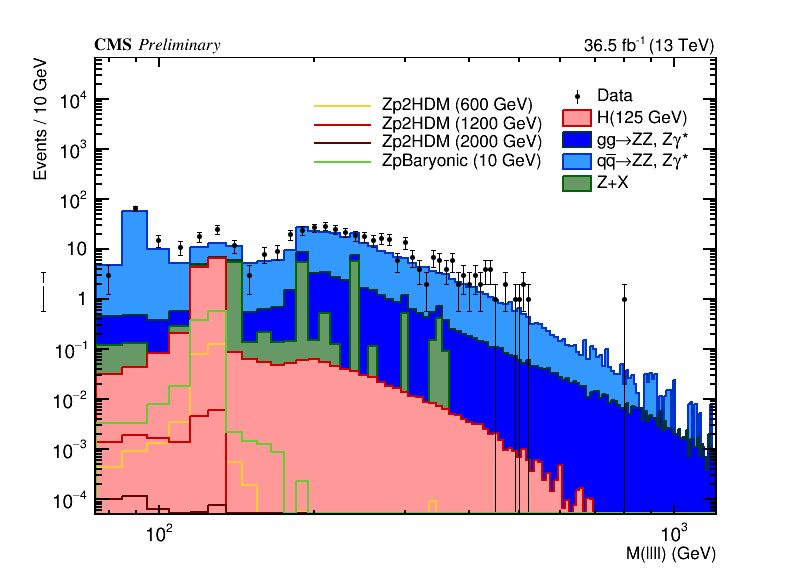 CMS Preliminary
36.5 fb⁻¹ (13 TeV)
Events / 10 GeV
10⁴
10³
10²
10
1
10⁻¹
10⁻²
10⁻³
10⁻⁴
Zp2HDM (600 GeV)
Zp2HDM (1200 GeV)
Zp2HDM (2000 GeV)
ZpBaryonic (10 GeV)
Data
H(125 GeV)
gg→ZZ, Zγ*
qq̅→ZZ, Zγ*
Z+X
10²
10³
M(llll) (GeV)